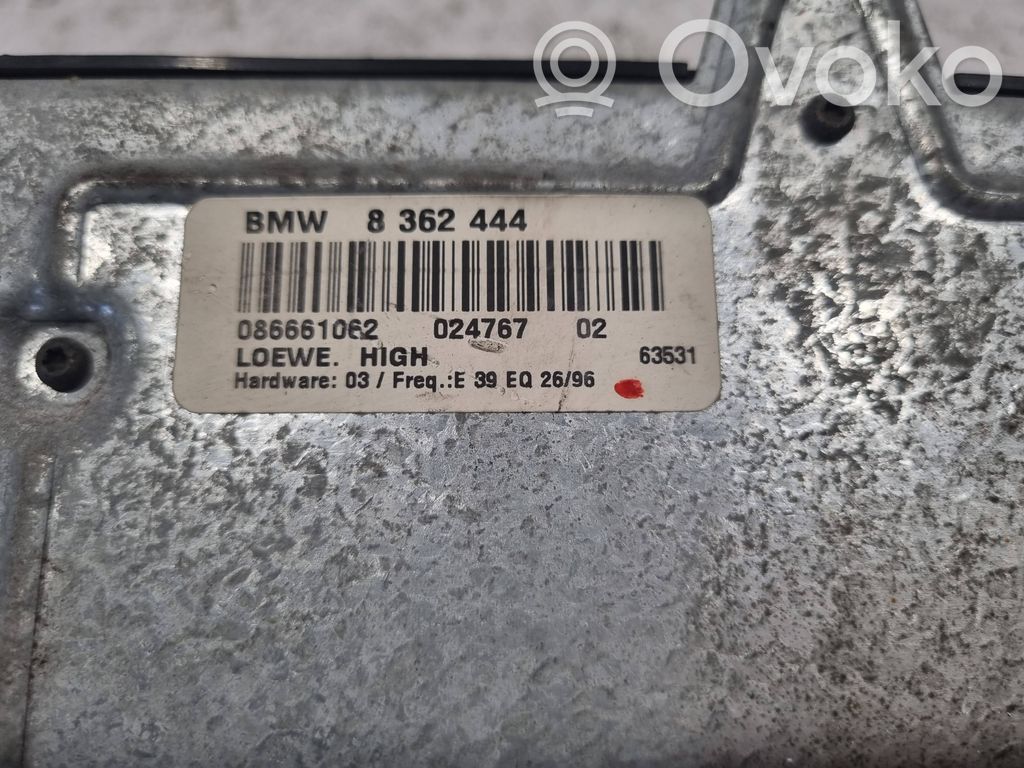 Ovoko
BMW 8 362 444
086661062 024767 02
LOEWE. HIGH 63531
Hardware: 03 / Freq.:E 39 EQ 26/96